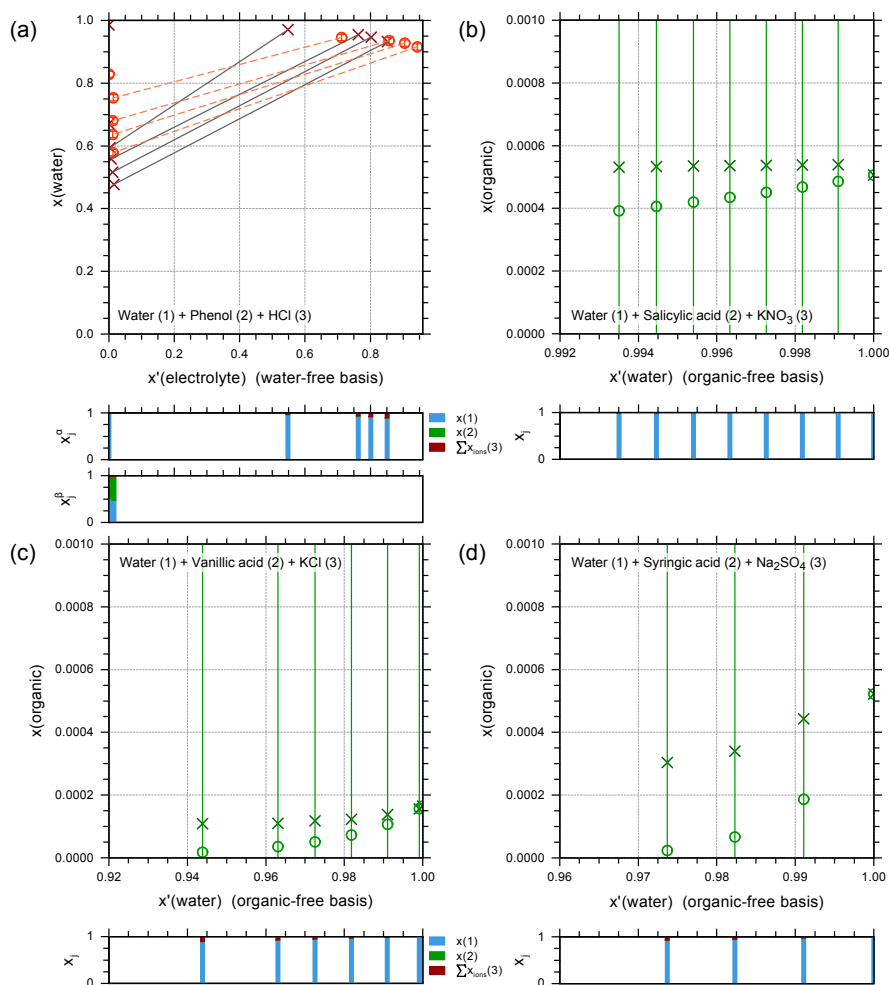 (a)
1.0
0.8
0.6
0.4
0.2
0.0
x(water)
Water (1) + Phenol (2) + HCl (3)
0.0 0.2 0.4 0.6 0.8
x'(electrolyte) (water-free basis)
1
0
x_j^α
x(1)
x(2)
∑x_ions(3)
1
0
x_j^β
(b)
0.0010
0.0008
0.0006
0.0004
0.0002
0.0000
x(organic)
Water (1) + Salicylic acid (2) + KNO₃ (3)
0.992 0.994 0.996 0.998 1.000
x'(water) (organic-free basis)
1
0
x_j
(c)
0.0010
0.0008
0.0006
0.0004
0.0002
0.0000
x(organic)
Water (1) + Vanillic acid (2) + KCl (3)
0.92 0.94 0.96 0.98 1.00
x'(water) (organic-free basis)
1
0
x_j
x(1)
x(2)
∑x_ions(3)
(d)
0.0010
0.0008
0.0006
0.0004
0.0002
0.0000
x(organic)
Water (1) + Syringic acid (2) + Na₂SO₄ (3)
0.96 0.97 0.98 0.99 1.00
x'(water) (organic-free basis)
1
0
x_j